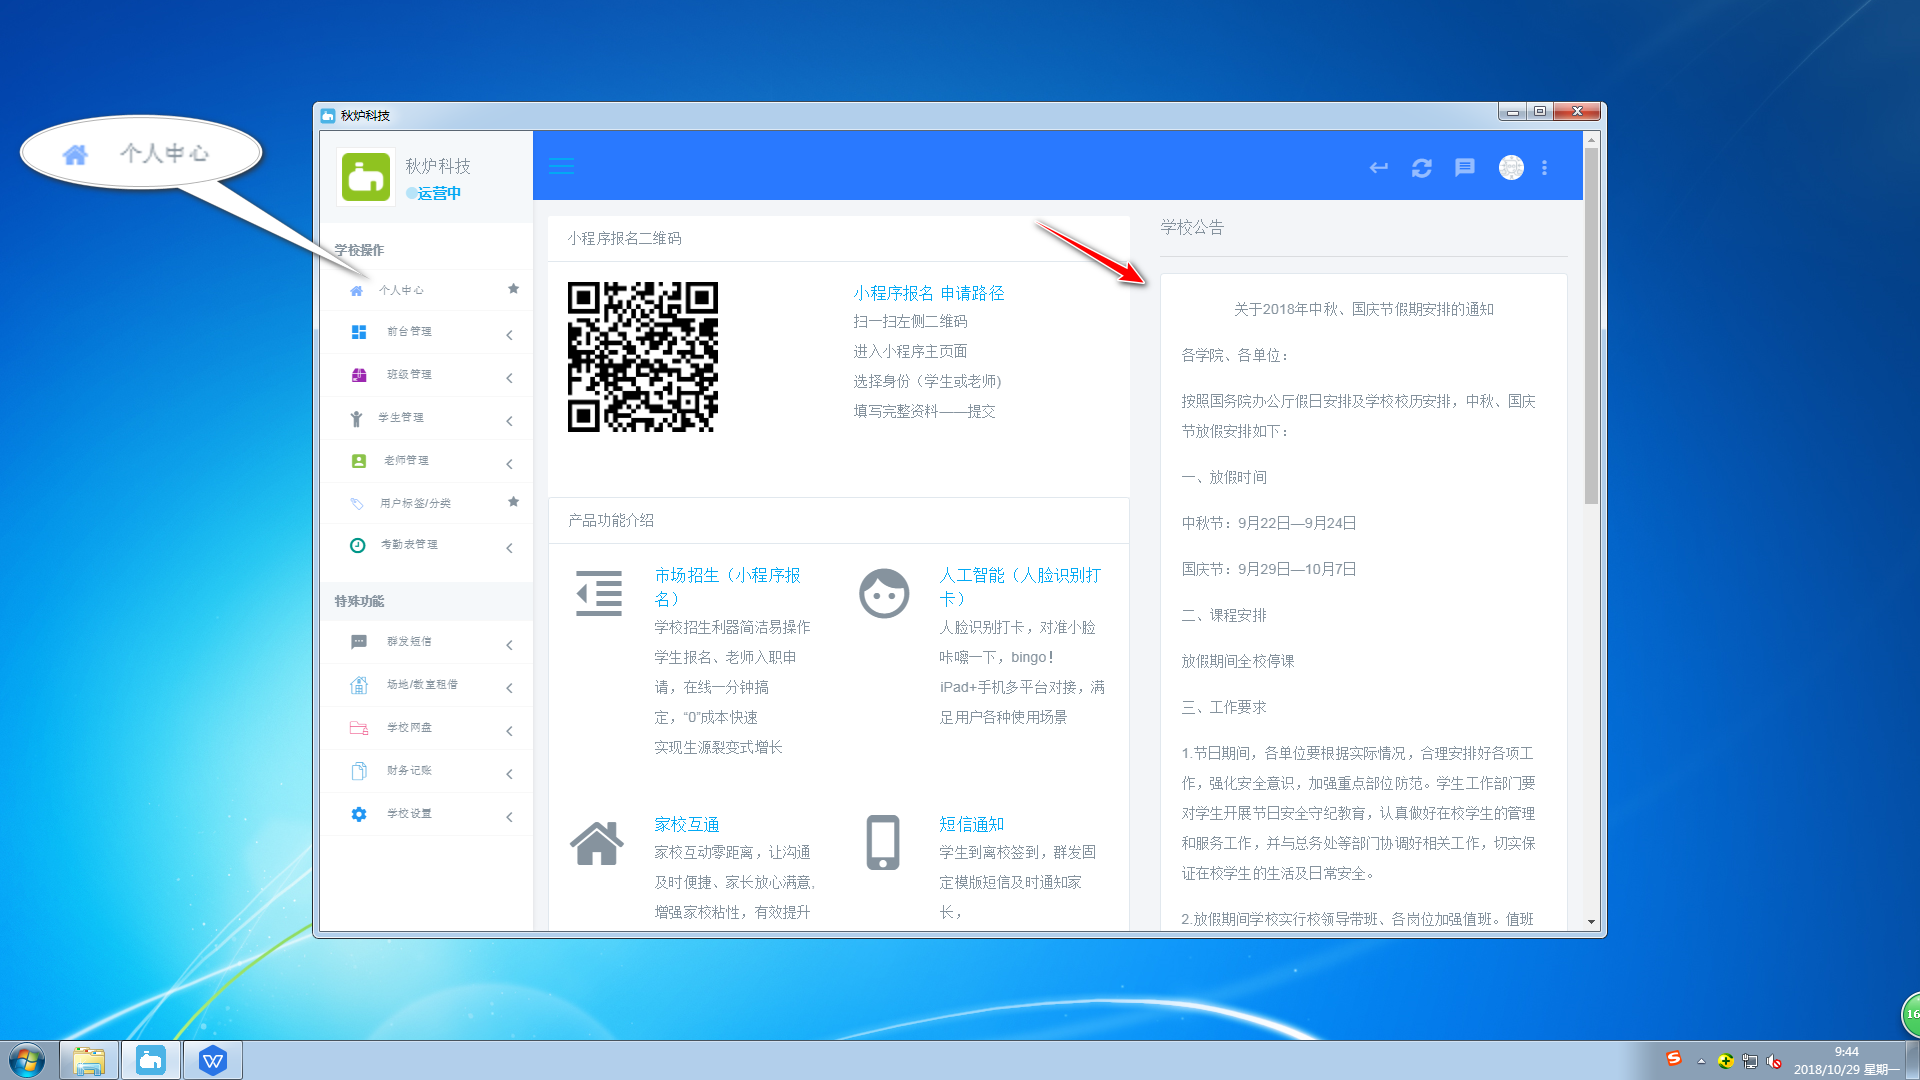 秋炉科技
个人中心
秋炉科技
运营中
学校操作
个人中心
前台管理
班级管理
学生管理
老师管理
用户标签/分类
考勤表管理
特殊功能
群发短信
场地/教室租借
学校网盘
财务记账
学校设置
小程序报名二维码
小程序报名 申请路径
扫一扫左侧二维码
进入小程序主页面
选择身份（学生或老师)
填写完整资料——提交
产品功能介绍
市场招生（小程序报
名）
学校招生利器简洁易操作
学生报名、老师入职申
请，在线一分钟搞
定，“0”成本快速
实现生源裂变式增长
人工智能（人脸识别打
卡）
人脸识别打卡，对准小脸
咔嚓一下，bingo！
iPad+手机多平台对接，满
足用户各种使用场景
家校互通
家校互动零距离，让沟通
及时便捷、家长放心满意,
增强家校粘性，有效提升
短信通知
学生到离校签到，群发固
定模版短信及时通知家
长，
学校公告
关于2018年中秋、国庆节假期安排的通知
各学院、各单位：
按照国务院办公厅假日安排及学校校历安排，中秋、国庆
节放假安排如下：
一、放假时间
中秋节：9月22日—9月24日
国庆节：9月29日—10月7日
二、课程安排
放假期间全校停课
三、工作要求
1.节日期间，各单位要根据实际情况，合理安排好各项工
作，强化安全意识，加强重点部位防范。学生工作部门要
对学生开展节日安全守纪教育，认真做好在校学生的管理
和服务工作，并与总务处等部门协调好相关工作，切实保
证在校学生的生活及日常安全。
2.放假期间学校实行校领导带班、各岗位加强值班。值班
16
9:44
2018/10/29 星期一